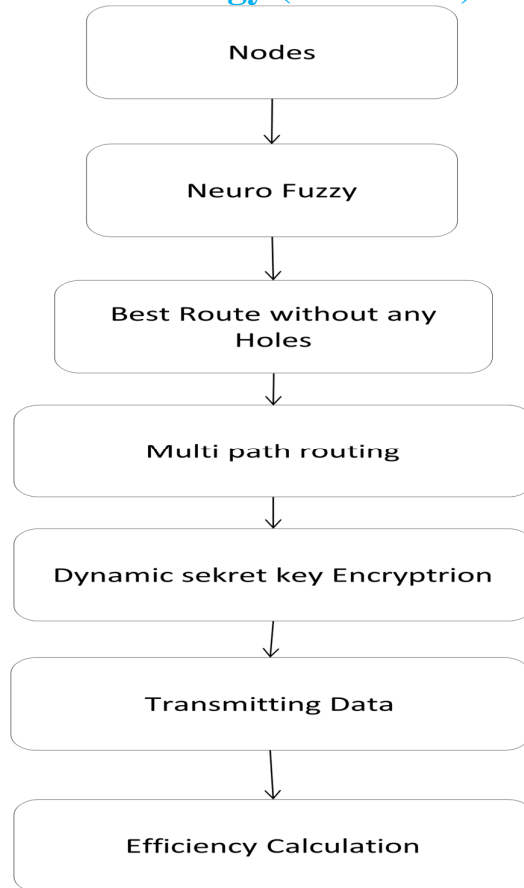 Nodes
Neuro Fuzzy
Best Route without any
Holes
Multi path routing
Dynamic sekret key Encryptrion
Transmitting Data
Efficiency Calculation